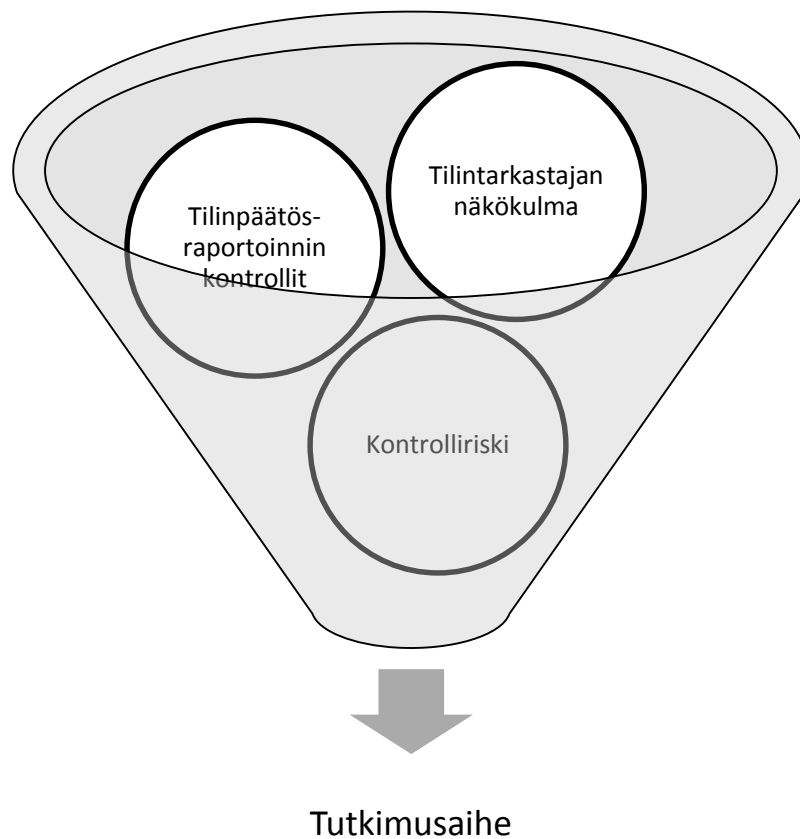 Tilinpäätös-
raportoinnin
kontrollit
Tilintarkastajan
näkökulma
Kontrolliriski
Tutkimusaihe